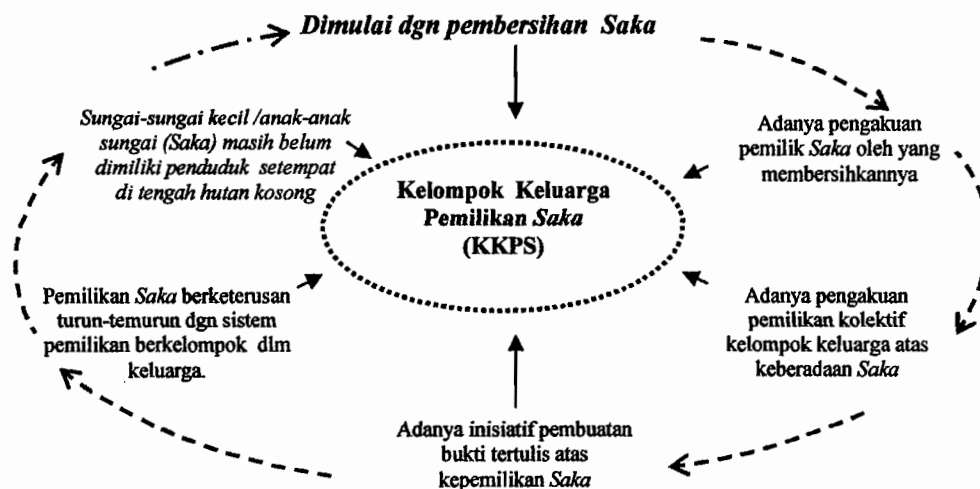 Dimulai dgn pembersihan Saka
Sungai-sungai kecil /anak-anak
sungai (Saka) masih belum
dimiliki penduduk setempat
di tengah hutan kosong
Adanya pengakuan
pemilik Saka oleh yang
membersihkannya
Kelompok Keluarga
Pemilikan Saka
(KKPS)
Pemilikan Saka berketerusan
turun-temurun dgn sistem
pemilikan berkelompok dlm
keluarga.
Adanya pengakuan
pemilikan kolektif
kelompok keluarga atas
keberadaan Saka
Adanya inisiatif pembuatan
bukti tertulis atas
kepemilikan Saka